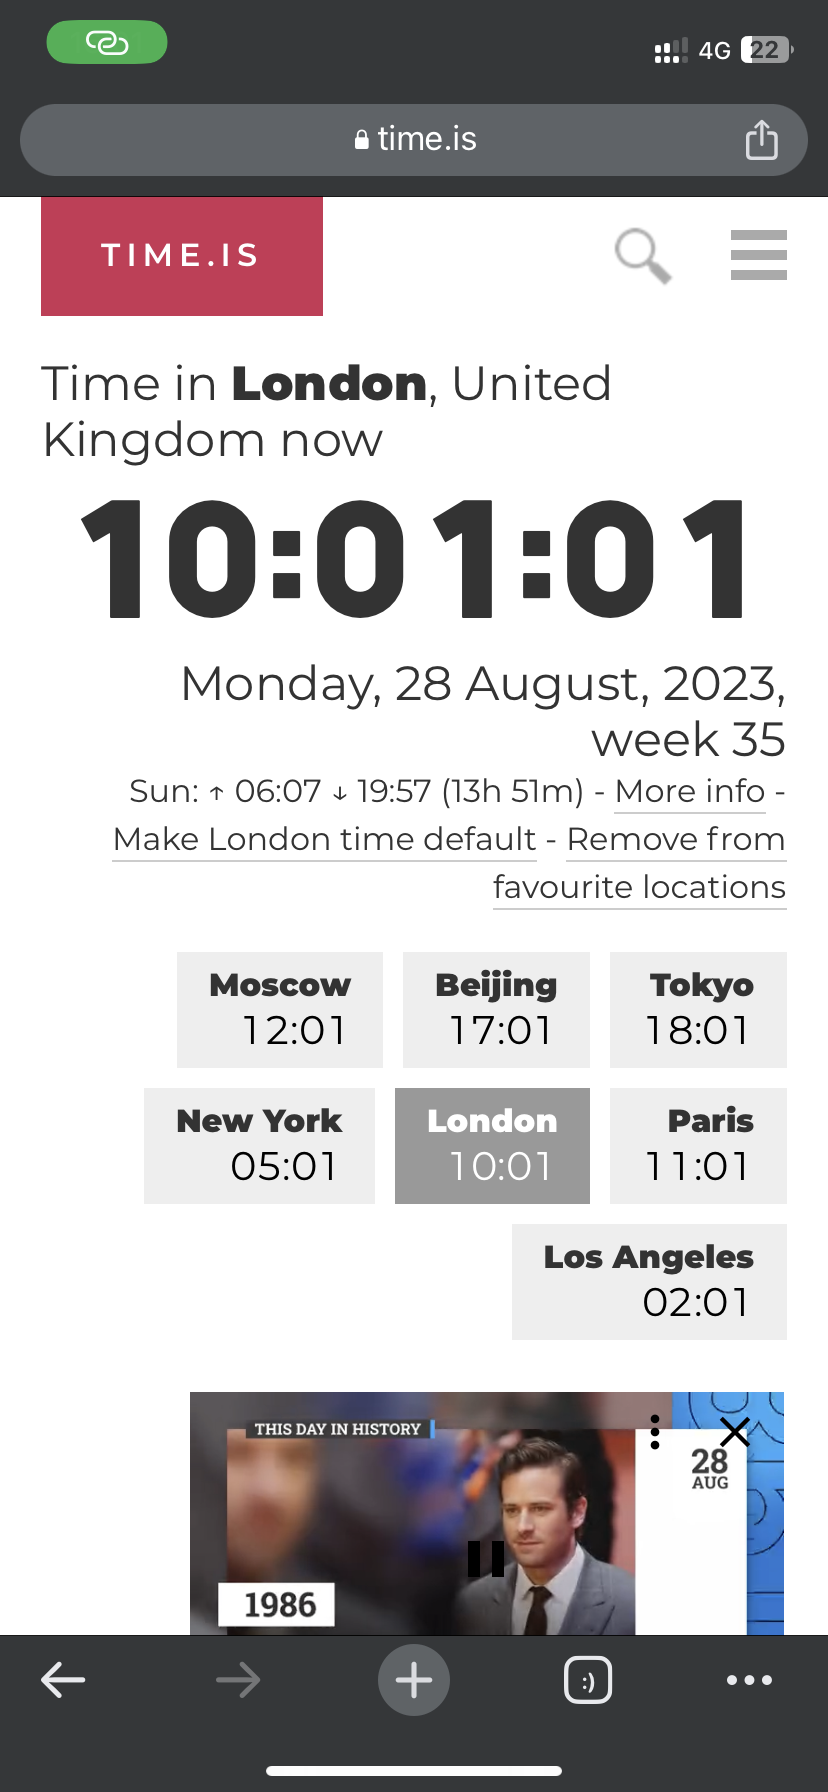 4G 22
time.is
TIME.IS
Time in London, United
Kingdom now
10:01:01
Monday, 28 August, 2023,
week 35
Sun: ↑ 06:07 ↓ 19:57 (13h 51m) - More info -
Make London time default - Remove from
favourite locations
Moscow Beijing Tokyo
12:01 17:01 18:01
New York London Paris
05:01 10:01 11:01
Los Angeles
02:01
THIS DAY IN HISTORY
28
AUG
1986
:)